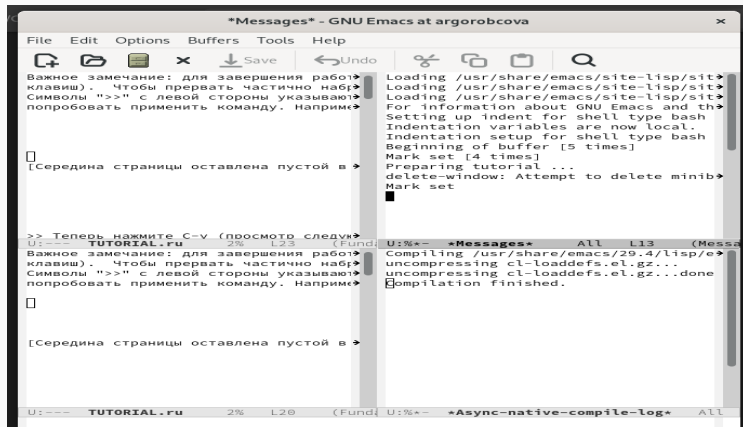 *Messages* - GNU Emacs at argorobcova
File Edit Options Buffers Tools Help
Save Undo
Важное замечание: для завершения работ
клавиш). Чтобы прервать частично наб
Символы ">>" с левой стороны указывают
попробовать применить команду. Наприме
[Середина страницы оставлена пустой в
>> Теперь нажмите C-v (просмотр следую
U:--- TUTORIAL.ru 2% L23 (Funda
Loading /usr/share/emacs/site-lisp/sit
Loading /usr/share/emacs/site-lisp/sit
Loading /usr/share/emacs/site-lisp/sit
For information about GNU Emacs and th
Setting up indent for shell type bash
Indentation variables are now local.
Indentation setup for shell type bash
Beginning of buffer [5 times]
Mark set [4 times]
Preparing tutorial ...
delete-window: Attempt to delete minib
Mark set
U:%*- *Messages* All L13 (Messa
Важное замечание: для завершения работ
клавиш). Чтобы прервать частично наб
Символы ">>" с левой стороны указывают
попробовать применить команду. Наприме
[Середина страницы оставлена пустой в
U:--- TUTORIAL.ru 2% L20 (Funda
Compiling /usr/share/emacs/29.4/lisp/e
uncompressing cl-loaddefs.el.gz...
uncompressing cl-loaddefs.el.gz...done
Compilation finished.
U:%*- *Async-native-compile-log* All